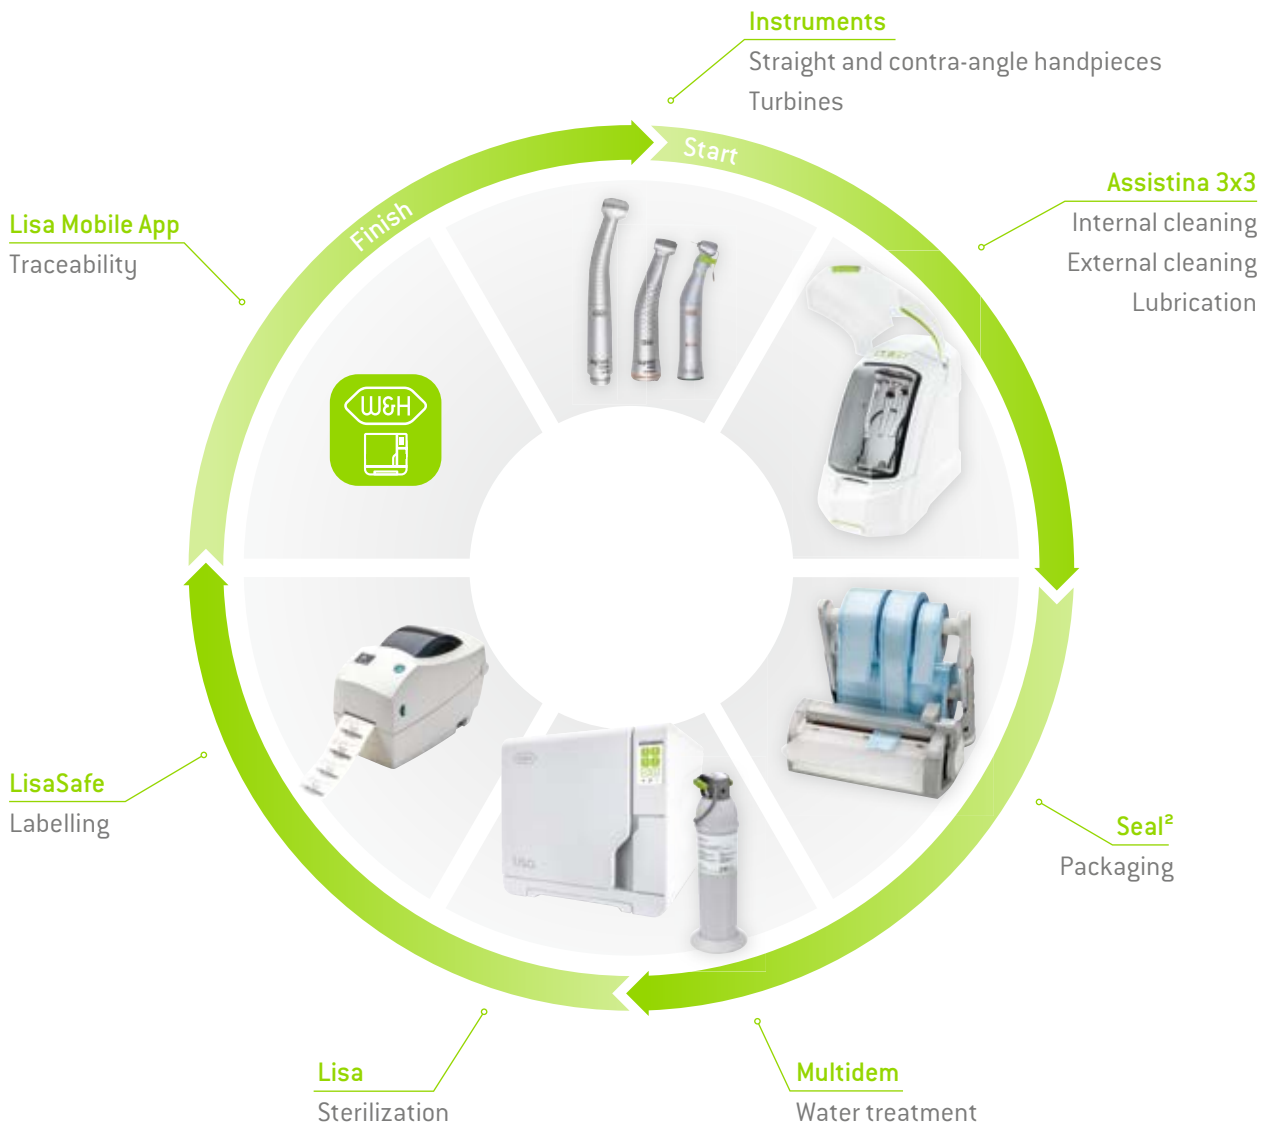 Instruments
Straight and contra-angle handpieces
Turbines
Start
Assistina 3x3
Internal cleaning
External cleaning
Lubrication
Finish
Lisa Mobile App
Traceability
W&H
LisaSafe
Labelling
Seal²
Packaging
LISA
Lisa
Sterilization
Multidem
Water treatment